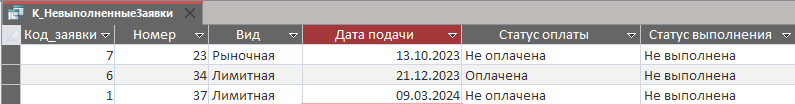 К_НевыполненныеЗаявки
Код_заявки Номер Вид Дата подачи Статус оплаты Статус выполнения
7 23 Рыночная 13.10.2023 Не оплачена Не выполнена
6 34 Лимитная 21.12.2023 Оплачена Не выполнена
1 37 Лимитная 09.03.2024 Не оплачена Не выполнена